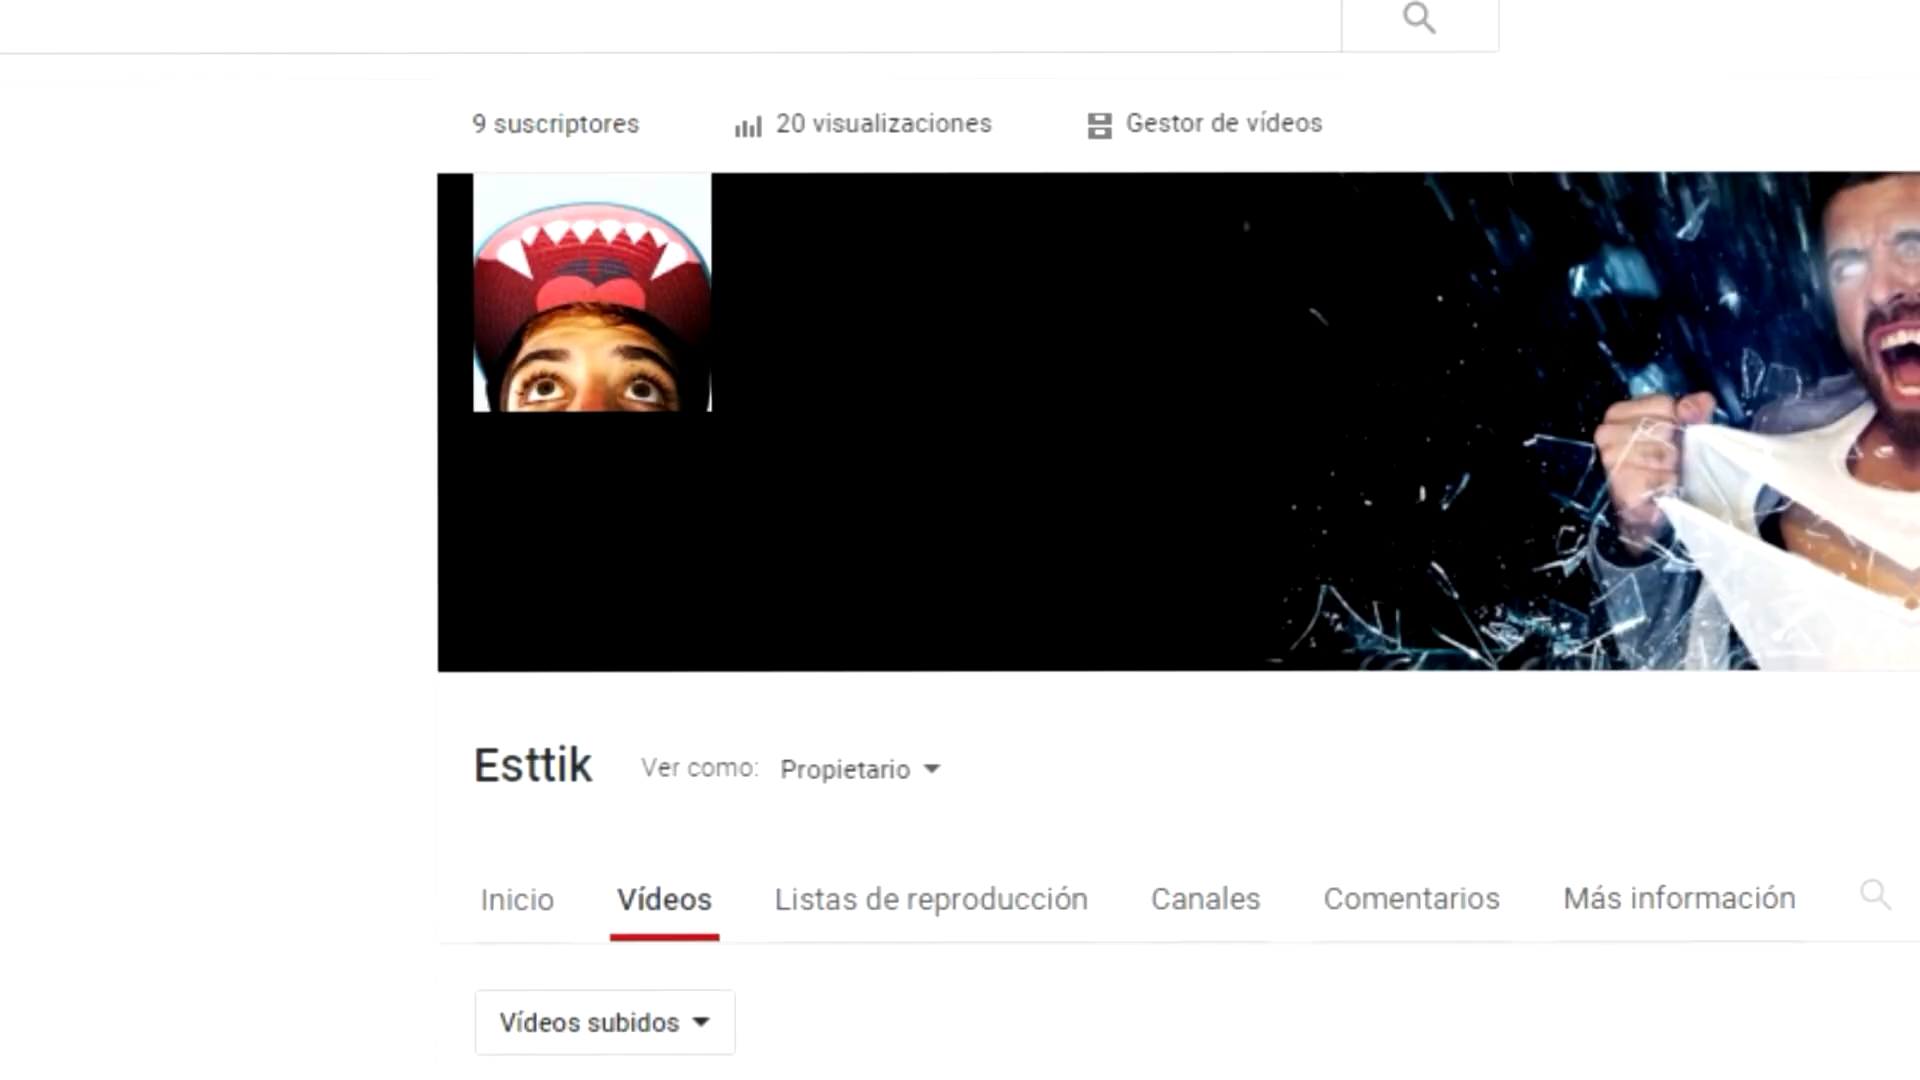 9 suscriptores 20 visualizaciones Gestor de vídeos
Esttik Ver como: Propietario
Inicio Vídeos Listas de reproducción Canales Comentarios Más información
Vídeos subidos